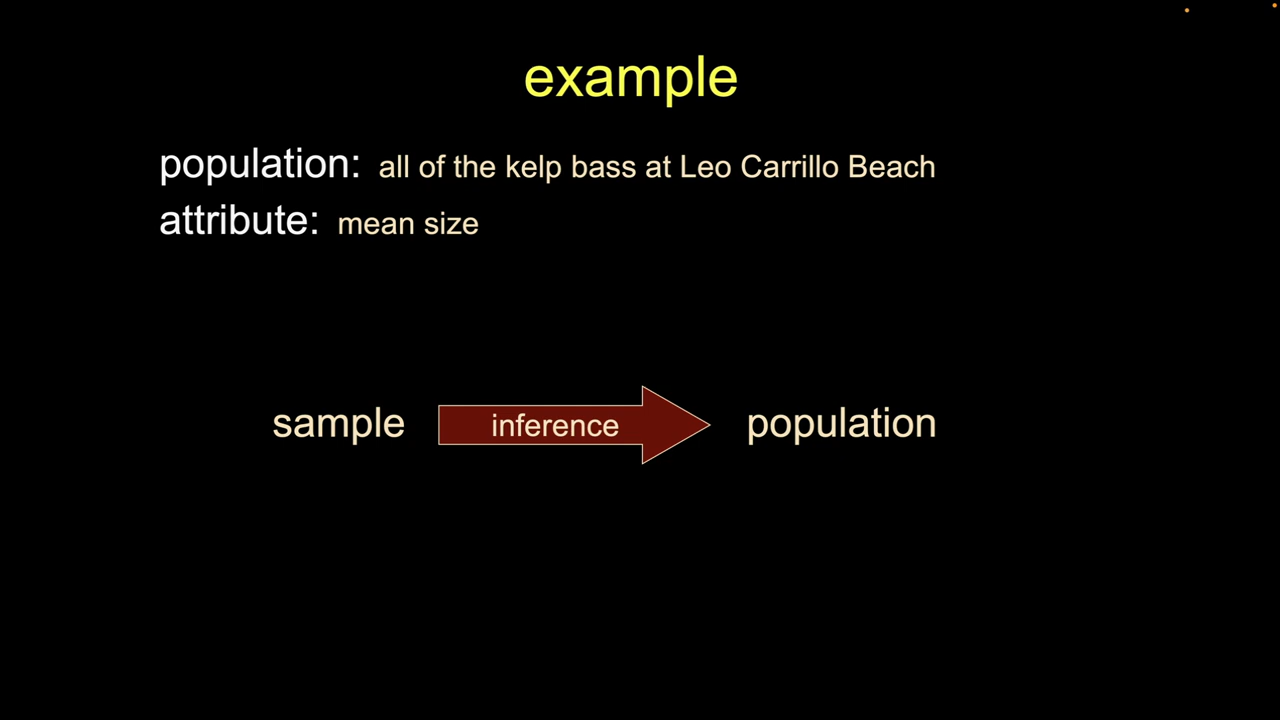 example
population: all of the kelp bass at Leo Carrillo Beach
attribute: mean size
sample inference population